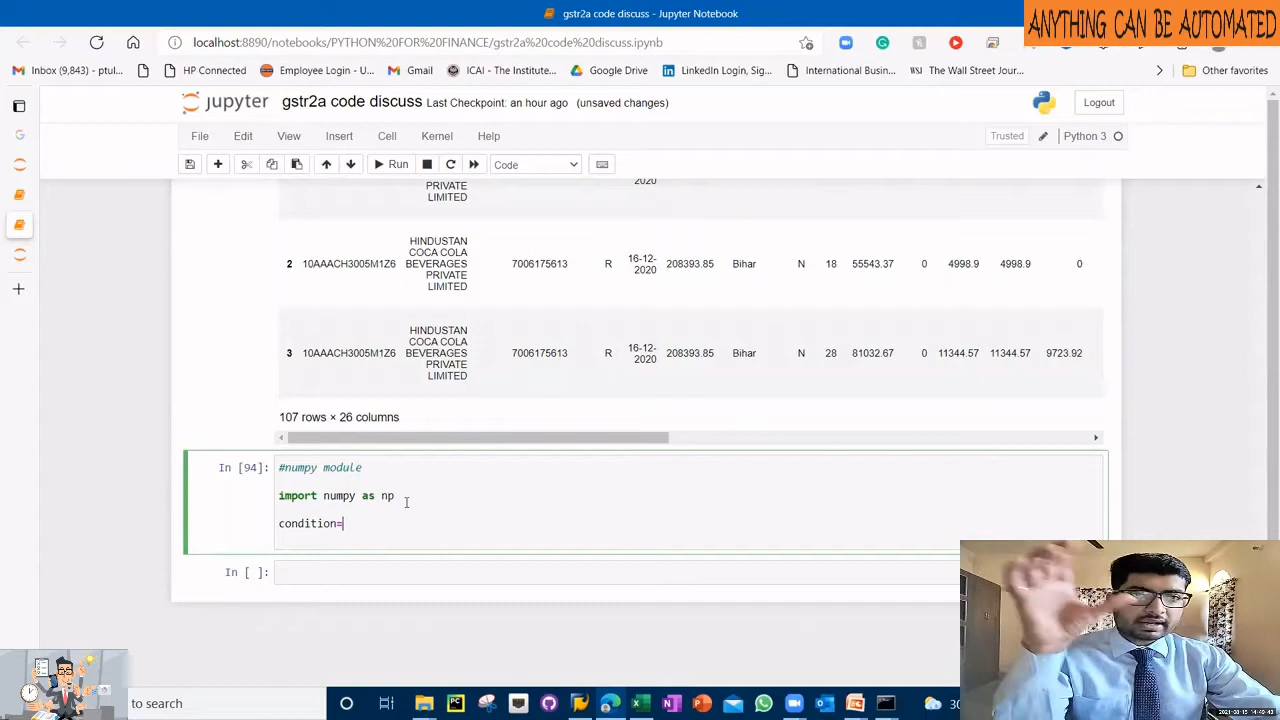 gstr2a code discuss - Jupyter Notebook
ANYTHING CAN BE AUTOMATED
localhost:8890/notebooks/PYTHON%20FOR%20FINANCE/gstr2a%20code%20discuss.ipynb
Inbox (9,843) - ptul... HP Connected Employee Login - U... Gmail ICAI - The Institute... Google Drive LinkedIn Login, Sig... International Busin... WSJ The Wall Street Jour... Other favorites
jupyter gstr2a code discuss Last Checkpoint: an hour ago (unsaved changes) Logout
File Edit View Insert Cell Kernel Help Trusted Python 3
Run Code
PRIVATE
LIMITED
2020
HINDUSTAN
COCA COLA
2 10AAACH3005M1Z6 BEVERAGES 7006175613 R 16-12-2020 208393.85 Bihar N 18 55543.37 0 4998.9 4998.9 0
PRIVATE
LIMITED
HINDUSTAN
COCA COLA
3 10AAACH3005M1Z6 BEVERAGES 7006175613 R 16-12-2020 208393.85 Bihar N 28 81032.67 0 11344.57 11344.57 9723.92
PRIVATE
LIMITED
107 rows × 26 columns
In [94]: #numpy module
import numpy as np
condition=
In [ ]:
to search